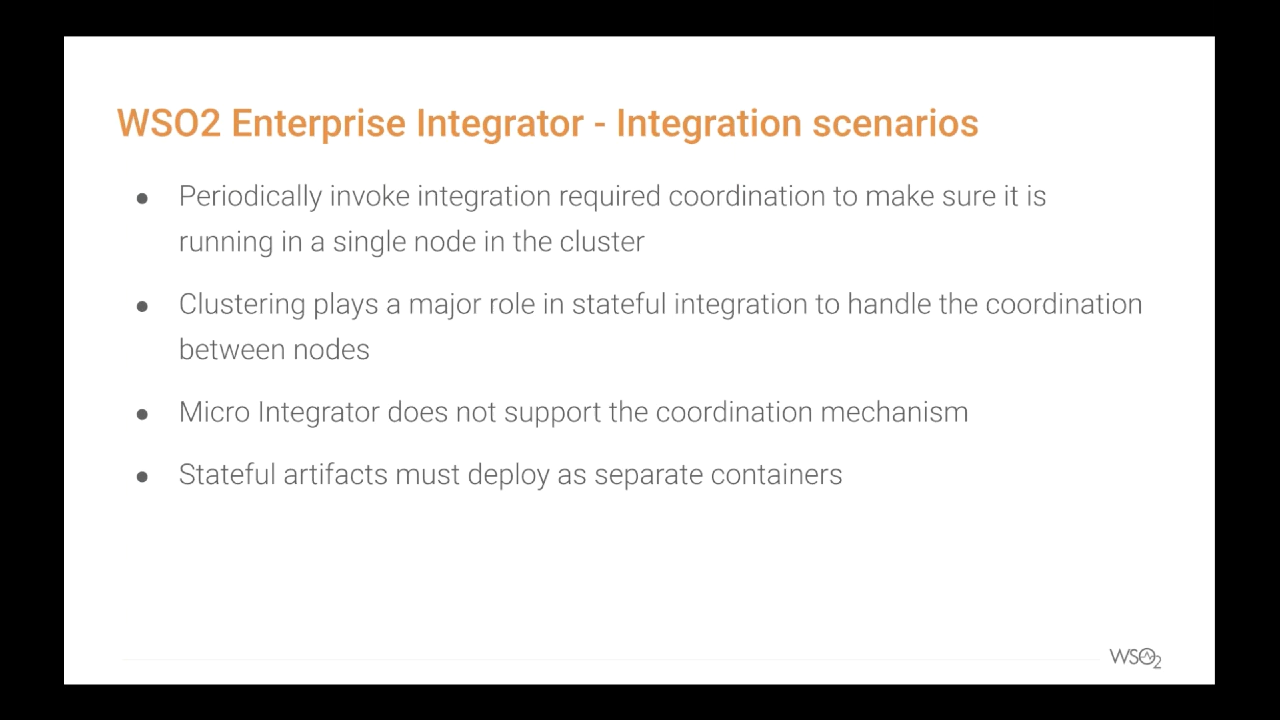 WSO2 Enterprise Integrator - Integration scenarios
● Periodically invoke integration required coordination to make sure it is
running in a single node in the cluster
● Clustering plays a major role in stateful integration to handle the coordination
between nodes
● Micro Integrator does not support the coordination mechanism
● Stateful artifacts must deploy as separate containers
WSO2